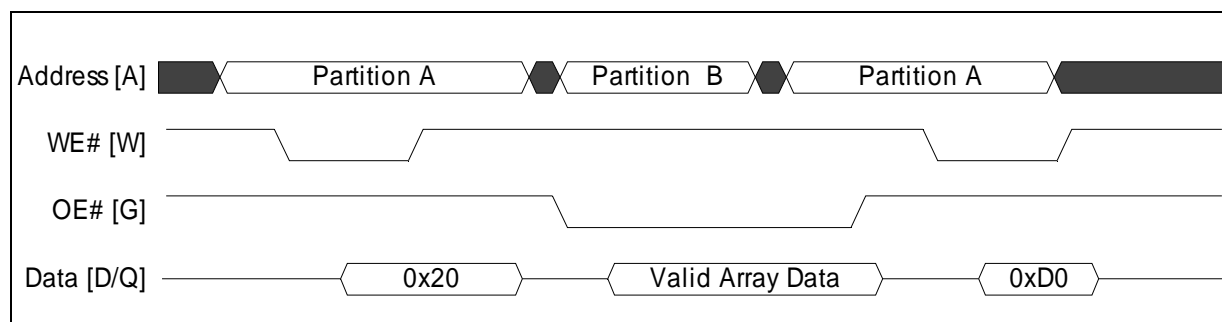 Address [A] Partition A Partition B Partition A
WE# [W]
OE# [G]
Data [D/Q] 0x20 Valid Array Data 0xD0